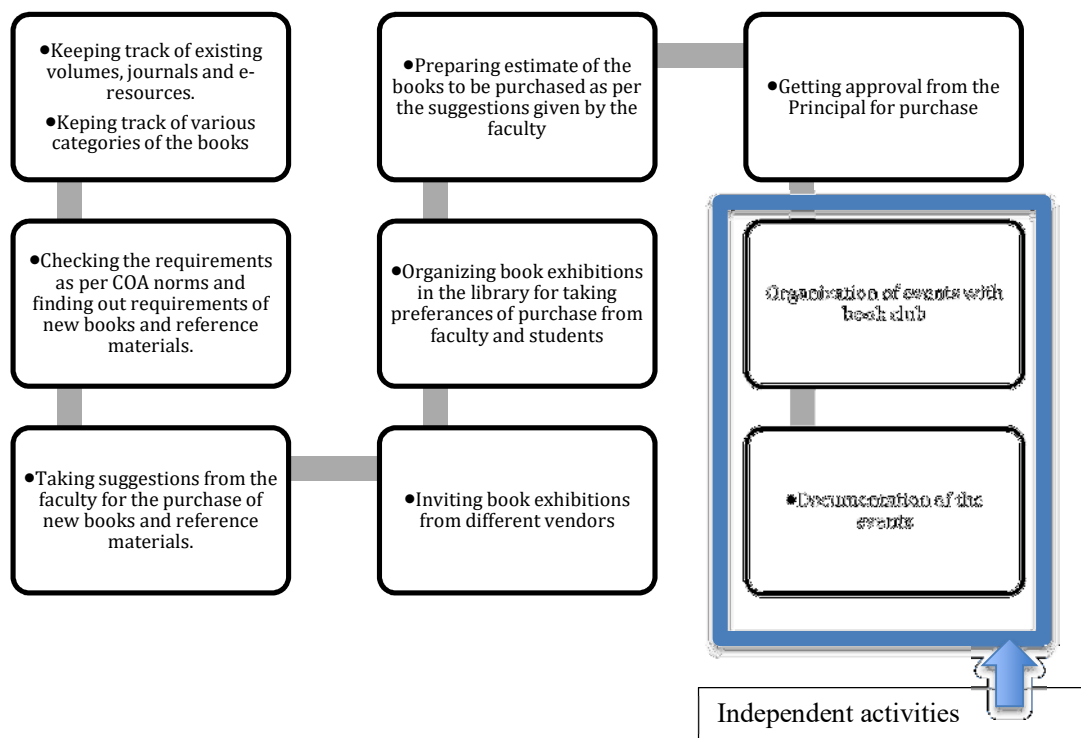 ●Keeping track of existing
volumes, journals and e-
resources.
●Keping track of various
categories of the books
●Checking the requirements
as per COA norms and
finding out requirements of
new books and reference
materials.
●Taking suggestions from the
faculty for the purchase of
new books and reference
materials.
●Inviting book exhibitions
from different vendors
●Organizing book exhibitions
in the library for taking
preferances of purchase from
faculty and students
●Preparing estimate of the
books to be purchased as per
the suggestions given by the
faculty
●Getting approval from the
Principal for purchase
Organization of events with
book club
●Documentation of the
events
Independent activities